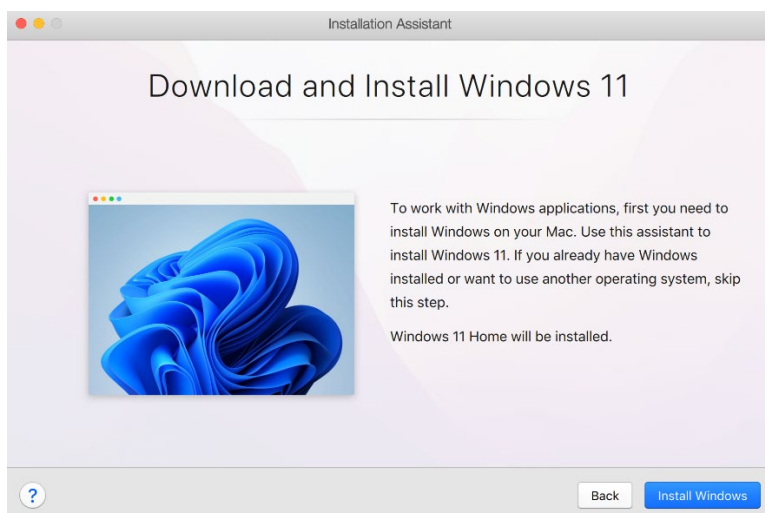 Installation Assistant
Download and Install Windows 11
To work with Windows applications, first you need to
install Windows on your Mac. Use this assistant to
install Windows 11. If you already have Windows
installed or want to use another operating system, skip
this step.
Windows 11 Home will be installed.
?
Back
Install Windows